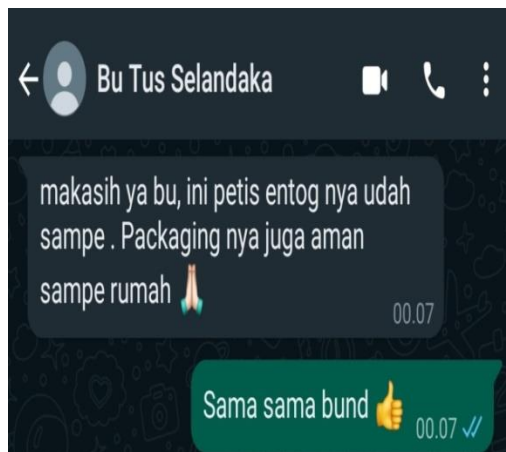 Bu Tus Selandaka
makasih ya bu, ini petis entog nya udah
sampe . Packaging nya juga aman
sampe rumah 🙏🏻
00.07
Sama sama bund 👍
00.07